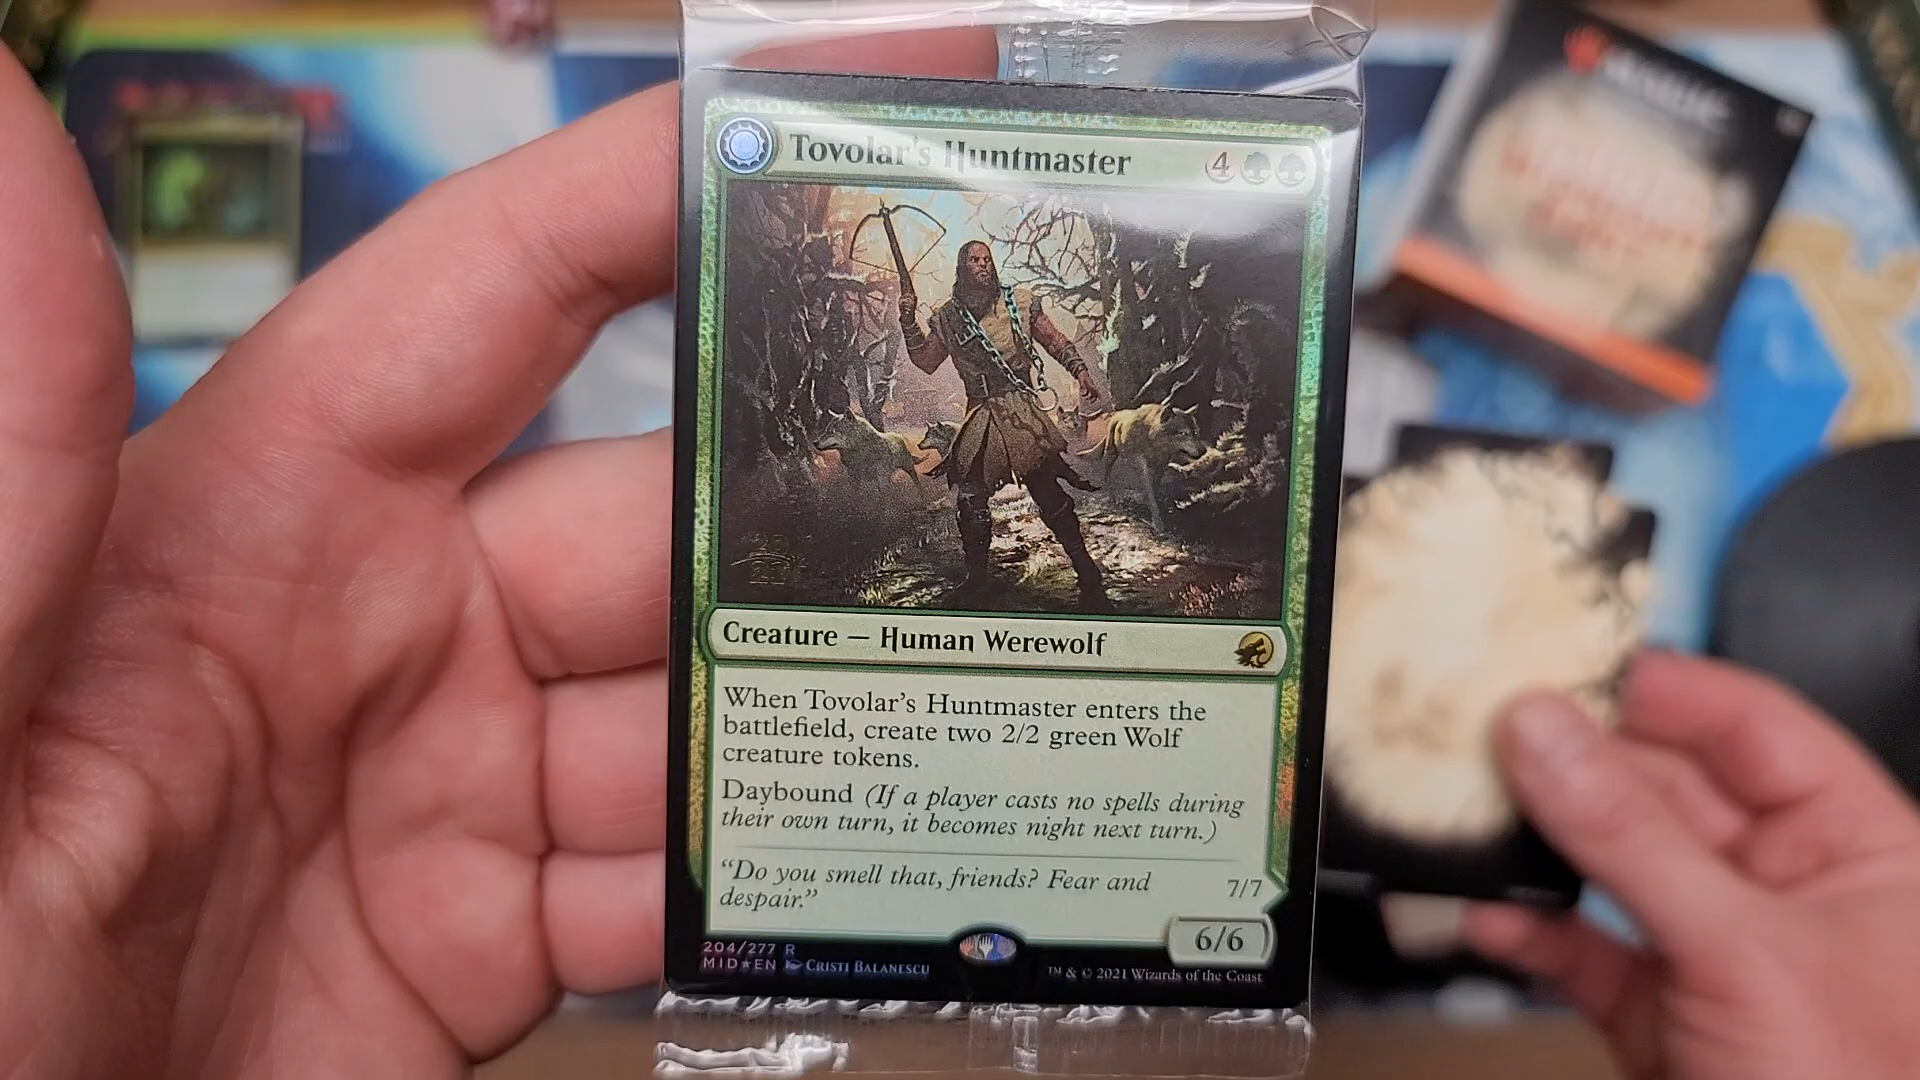 Tovolar's Huntmaster 4
20
21
Creature — Human Werewolf
When Tovolar's Huntmaster enters the
battlefield, create two 2/2 green Wolf
creature tokens.
Daybound (If a player casts no spells during
their own turn, it becomes night next turn.)
“Do you smell that, friends? Fear and
despair.”
7/7
6/6
204/277 R
MID★EN Cristi Balanescu
™ & © 2021 Wizards of the Coast